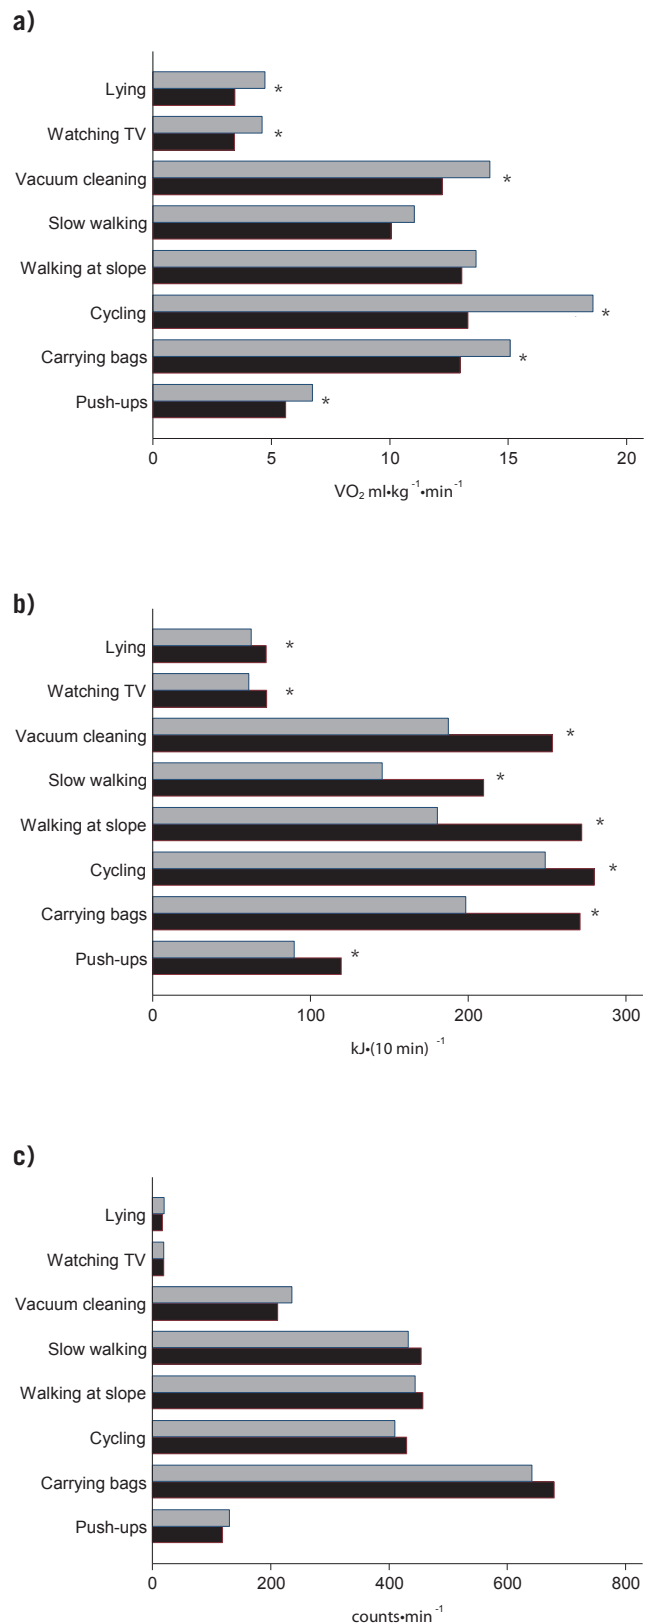 a)
Lying
*
Watching TV
*
Vacuum cleaning
*
Slow walking
Walking at slope
Cycling
*
Carrying bags
*
Push-ups
*
0 5 10 15 20
VO₂ ml•kg⁻¹•min⁻¹
b)
Lying
*
Watching TV
*
Vacuum cleaning
*
Slow walking
*
Walking at slope
*
Cycling
*
Carrying bags
*
Push-ups
*
0 100 200 300
kJ•(10 min) ⁻¹
c)
Lying
Watching TV
Vacuum cleaning
Slow walking
Walking at slope
Cycling
Carrying bags
Push-ups
0 200 400 600 800
counts•min⁻¹